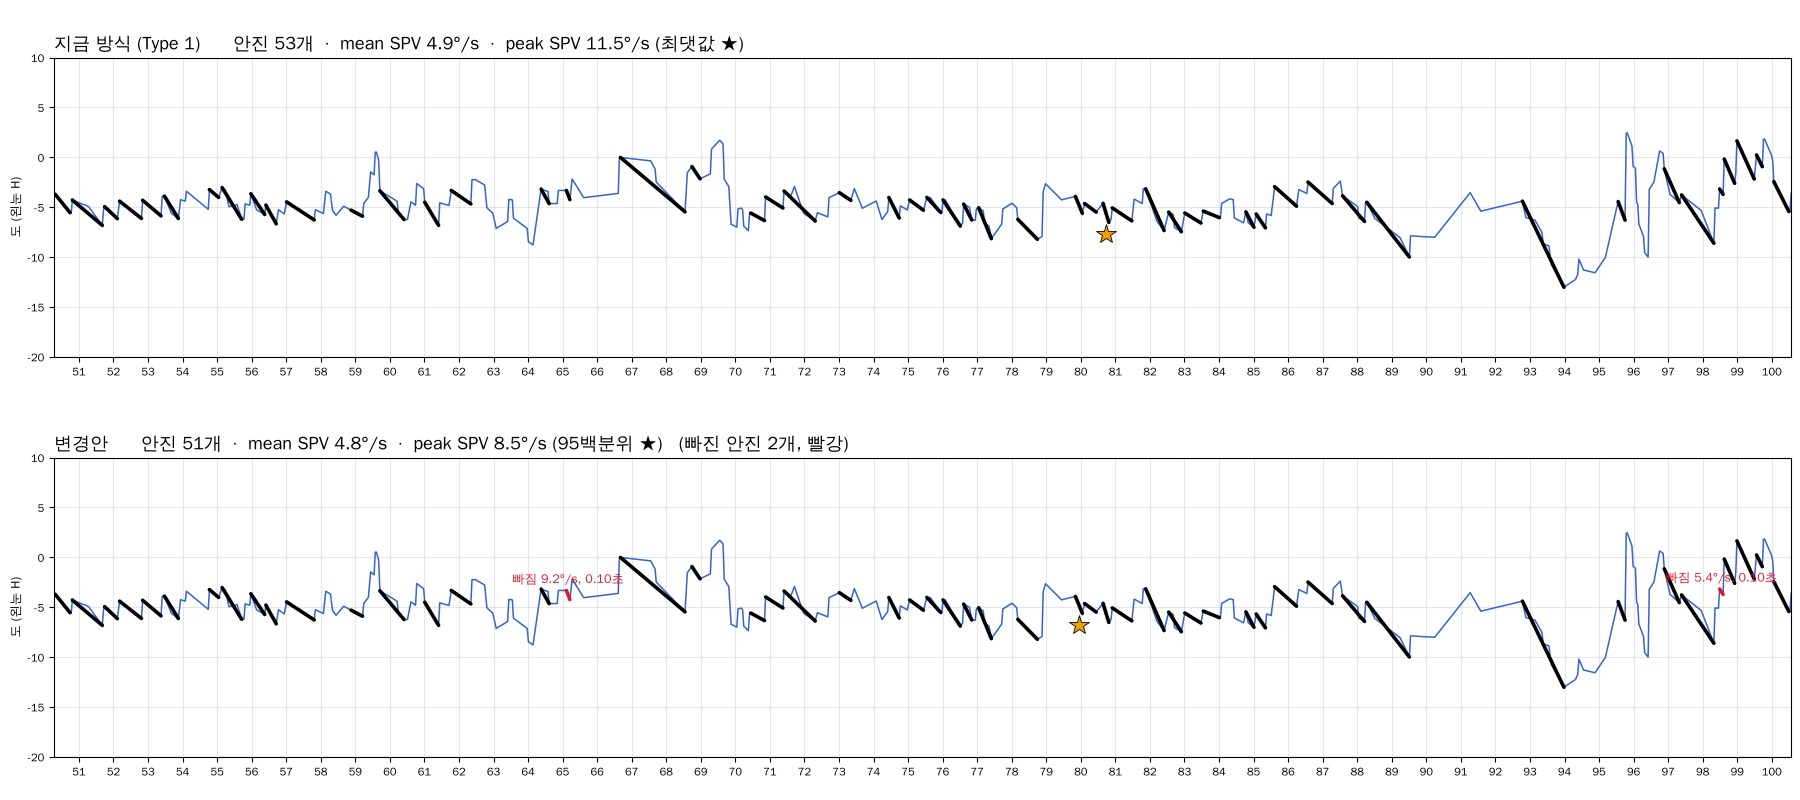 지금 방식 (Type 1)      안진 53개  ·  mean SPV 4.9°/s  ·  peak SPV 11.5°/s (최댓값 ★)
10
5
0
-5
-10
-15
-20
도 (왼눈 H)
51 52 53 54 55 56 57 58 59 60 61 62 63 64 65 66 67 68 69 70 71 72 73 74 75 76 77 78 79 80 81 82 83 84 85 86 87 88 89 90 91 92 93 94 95 96 97 98 99 100
변경안      안진 51개  ·  mean SPV 4.8°/s  ·  peak SPV 8.5°/s (95백분위 ★)   (빠진 안진 2개, 빨강)
10
5
0
-5
-10
-15
-20
도 (왼눈 H)
빠짐 9.2°/s, 0.10초
빠짐 5.4°/s, 0.10초
51 52 53 54 55 56 57 58 59 60 61 62 63 64 65 66 67 68 69 70 71 72 73 74 75 76 77 78 79 80 81 82 83 84 85 86 87 88 89 90 91 92 93 94 95 96 97 98 99 100